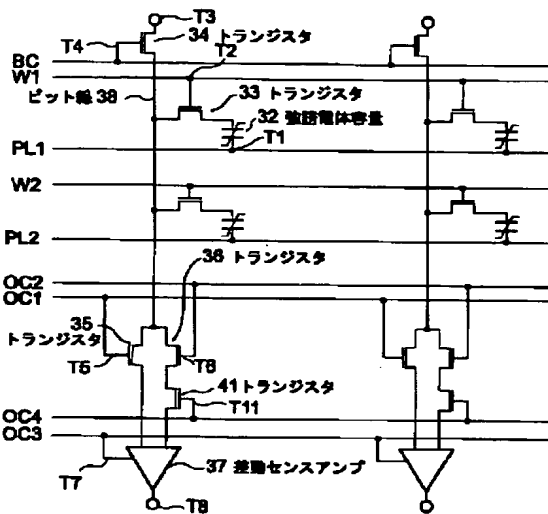 T3
34 トランジスタ
T4
T2
BC
W1
ビット線 38
33 トランジスタ
32 強誘電体容量
PL1
T1
W2
PL2
36 トランジスタ
OC2
OC1
35
トランジスタ
T5
T6
41 トランジスタ
T11
OC4
OC3
T7
37 差動センスアンプ
T8